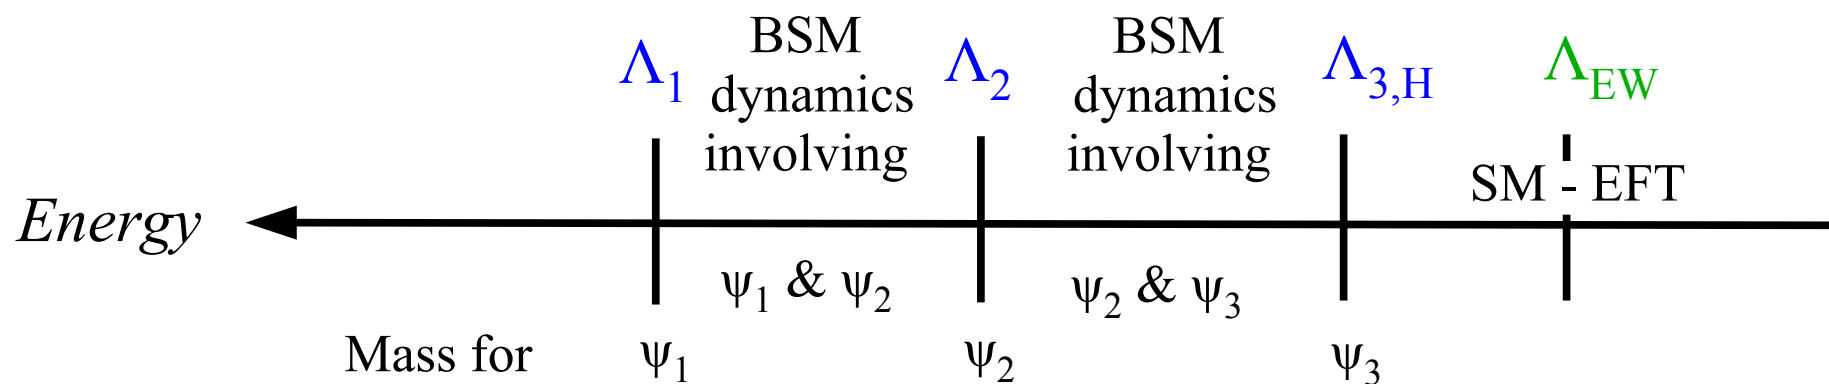 Λ₁ BSM dynamics involving Λ₂ BSM dynamics involving Λ₃,H Λ_EW
SM - EFT
Energy
ψ₁ & ψ₂ ψ₂ & ψ₃
Mass for ψ₁ ψ₂ ψ₃